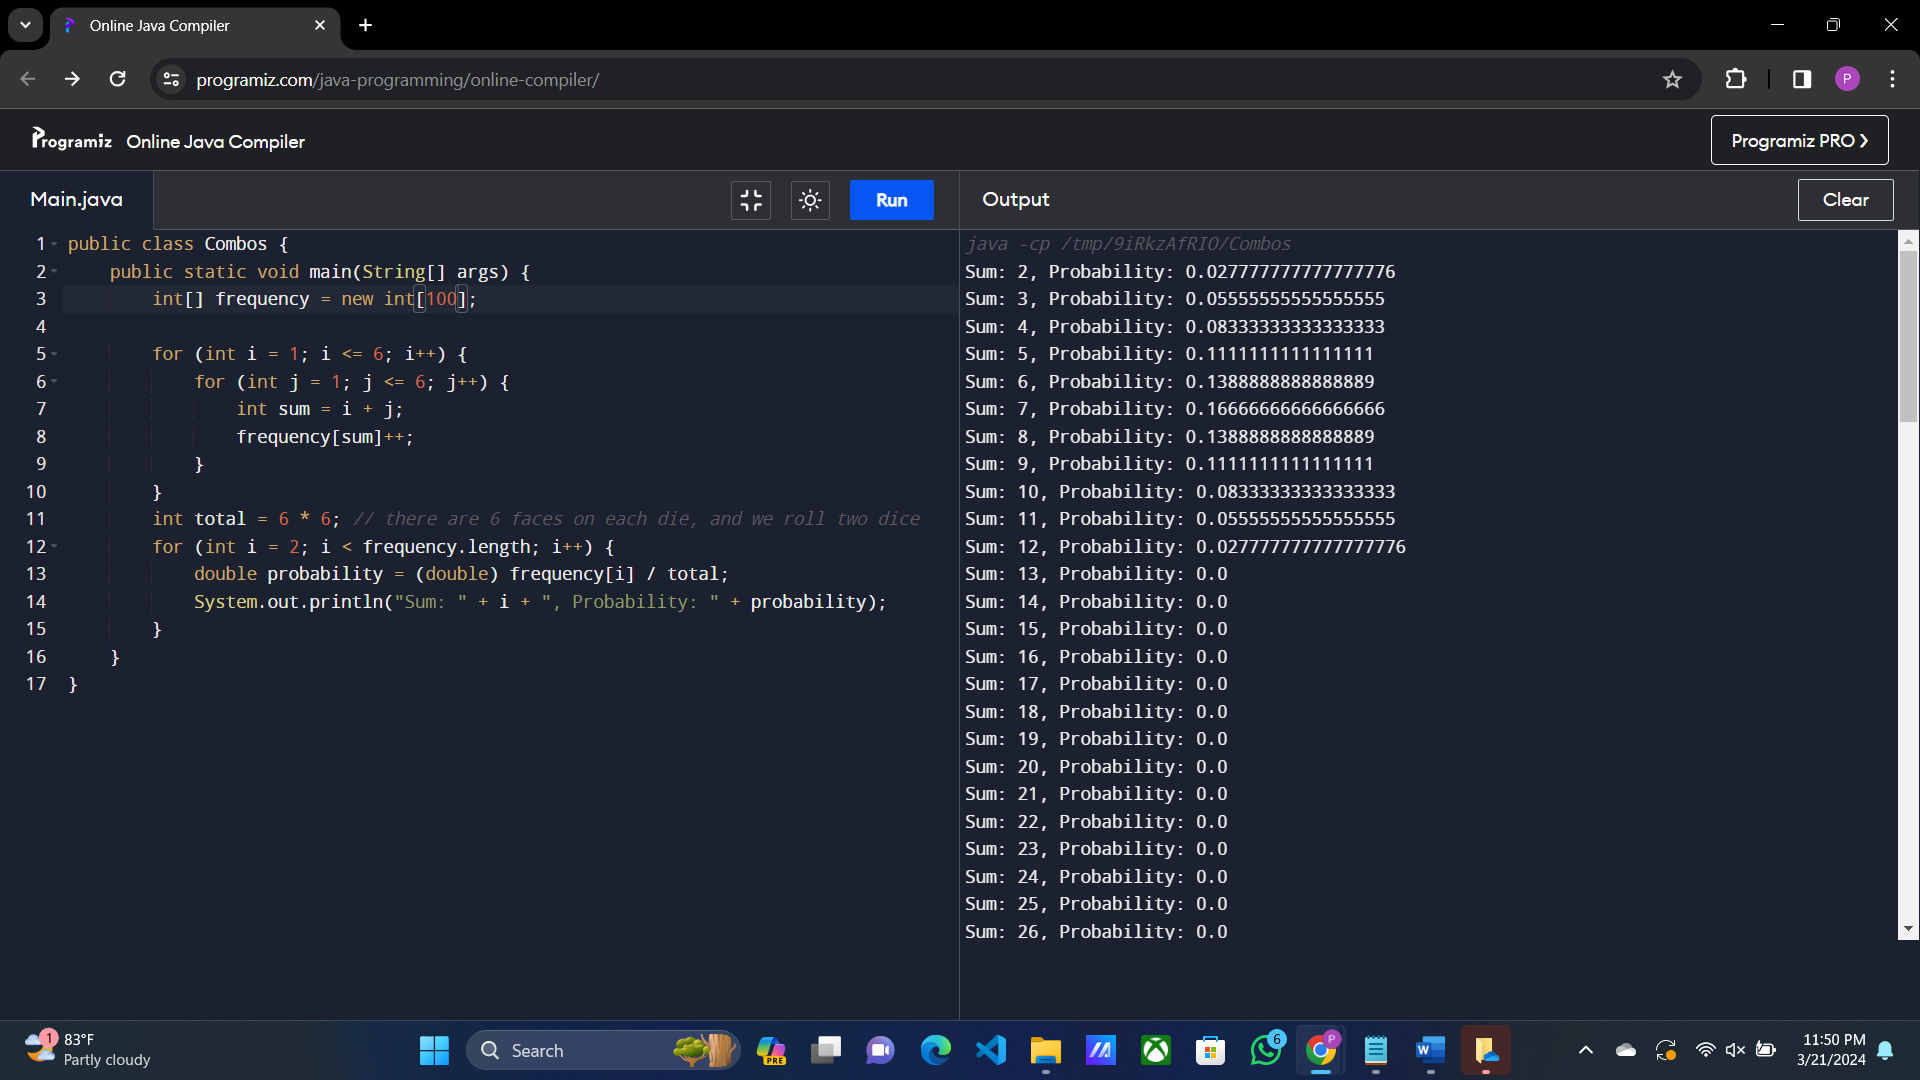 Online Java Compiler
programiz.com/java-programming/online-compiler/
P
Programiz Online Java Compiler
Programiz PRO
Main.java
Run
Output
Clear
1 public class Combos {
2 public static void main(String[] args) {
3 int[] frequency = new int[100];
4
5 for (int i = 1; i <= 6; i++) {
6 for (int j = 1; j <= 6; j++) {
7 int sum = i + j;
8 frequency[sum]++;
9 }
10 }
11 int total = 6 * 6; // there are 6 faces on each die, and we roll two dice
12 for (int i = 2; i < frequency.length; i++) {
13 double probability = (double) frequency[i] / total;
14 System.out.println("Sum: " + i + ", Probability: " + probability);
15 }
16 }
17 }
java -cp /tmp/9iRkzAfRIO/Combos
Sum: 2, Probability: 0.027777777777777776
Sum: 3, Probability: 0.05555555555555555
Sum: 4, Probability: 0.08333333333333333
Sum: 5, Probability: 0.1111111111111111
Sum: 6, Probability: 0.1388888888888889
Sum: 7, Probability: 0.16666666666666666
Sum: 8, Probability: 0.1388888888888889
Sum: 9, Probability: 0.1111111111111111
Sum: 10, Probability: 0.08333333333333333
Sum: 11, Probability: 0.05555555555555555
Sum: 12, Probability: 0.027777777777777776
Sum: 13, Probability: 0.0
Sum: 14, Probability: 0.0
Sum: 15, Probability: 0.0
Sum: 16, Probability: 0.0
Sum: 17, Probability: 0.0
Sum: 18, Probability: 0.0
Sum: 19, Probability: 0.0
Sum: 20, Probability: 0.0
Sum: 21, Probability: 0.0
Sum: 22, Probability: 0.0
Sum: 23, Probability: 0.0
Sum: 24, Probability: 0.0
Sum: 25, Probability: 0.0
Sum: 26, Probability: 0.0
1
83°F
Partly cloudy
Search
PRE
6
P
W
11:50 PM
3/21/2024